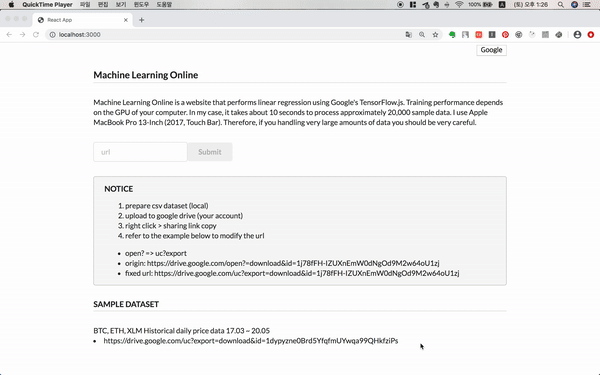 QuickTime Player 파일 편집 보기 윈도우 도움말 100% A (토) 오후 1:26
React App
localhost:3000
Google
Machine Learning Online
Machine Learning Online is a website that performs linear regression using Google's TensorFlow.js. Training performance depends
on the GPU of your computer. In my case, it takes about 10 seconds to process approximately 20,000 sample data. I use Apple
MacBook Pro 13-Inch (2017, Touch Bar). Therefore, if you handling very large amounts of data you should be very careful.
url Submit
NOTICE
1. prepare csv dataset (local)
2. upload to google drive (your account)
3. right click > sharing link copy
4. refer to the example below to modify the url
• open? => uc?export
• origin: https://drive.google.com/open?=download&id=1j78fFH-IZUXnEmW0dNgOd9M2w64oU1zj
• fixed url: https://drive.google.com/uc?export=download&id=1j78fFH-IZUXnEmW0dNgOd9M2w64oU1zj
SAMPLE DATASET
BTC, ETH, XLM Historical daily price data 17.03 ~ 20.05
• https://drive.google.com/uc?export=download&id=1dypyzne0Brd5YfqfmUYwqa99QHkfziPs